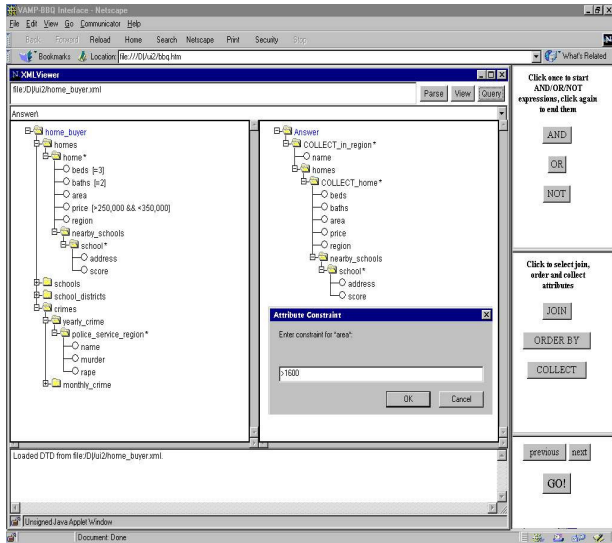 VAMP-BBQ Interface - Netscape
File Edit View Go Communicator Help
Back Forward Reload Home Search Netscape Print Security Stop
Bookmarks Location: file:///D|/ui2/bbq.htm What's Related
XMLViewer
file:/D|/ui2/home_buyer.xml
Parse View Query
Answer\
home_buyer
homes
home*
beds [=3]
baths [=2]
area
price [>250,000 && <350,000]
region
nearby_schools
school*
address
score
schools
school_districts
crimes
yearly_crime
police_service_region*
name
murder
rape
monthly_crime
Answer
COLLECT_in_region*
name
homes
COLLECT_home*
beds
baths
area
price
region
nearby_schools
school*
address
score
Attribute Constraint
Enter constraint for "area":
>1600
OK Cancel
Loaded DTD from file:/D|/ui2/home_buyer.xml.
Unsigned Java Applet Window
Document: Done
Click once to start
AND/OR/NOT
expressions, click again
to end them
AND
OR
NOT
Click to select join,
order and collect
attributes
JOIN
ORDER BY
COLLECT
previous next
GO!